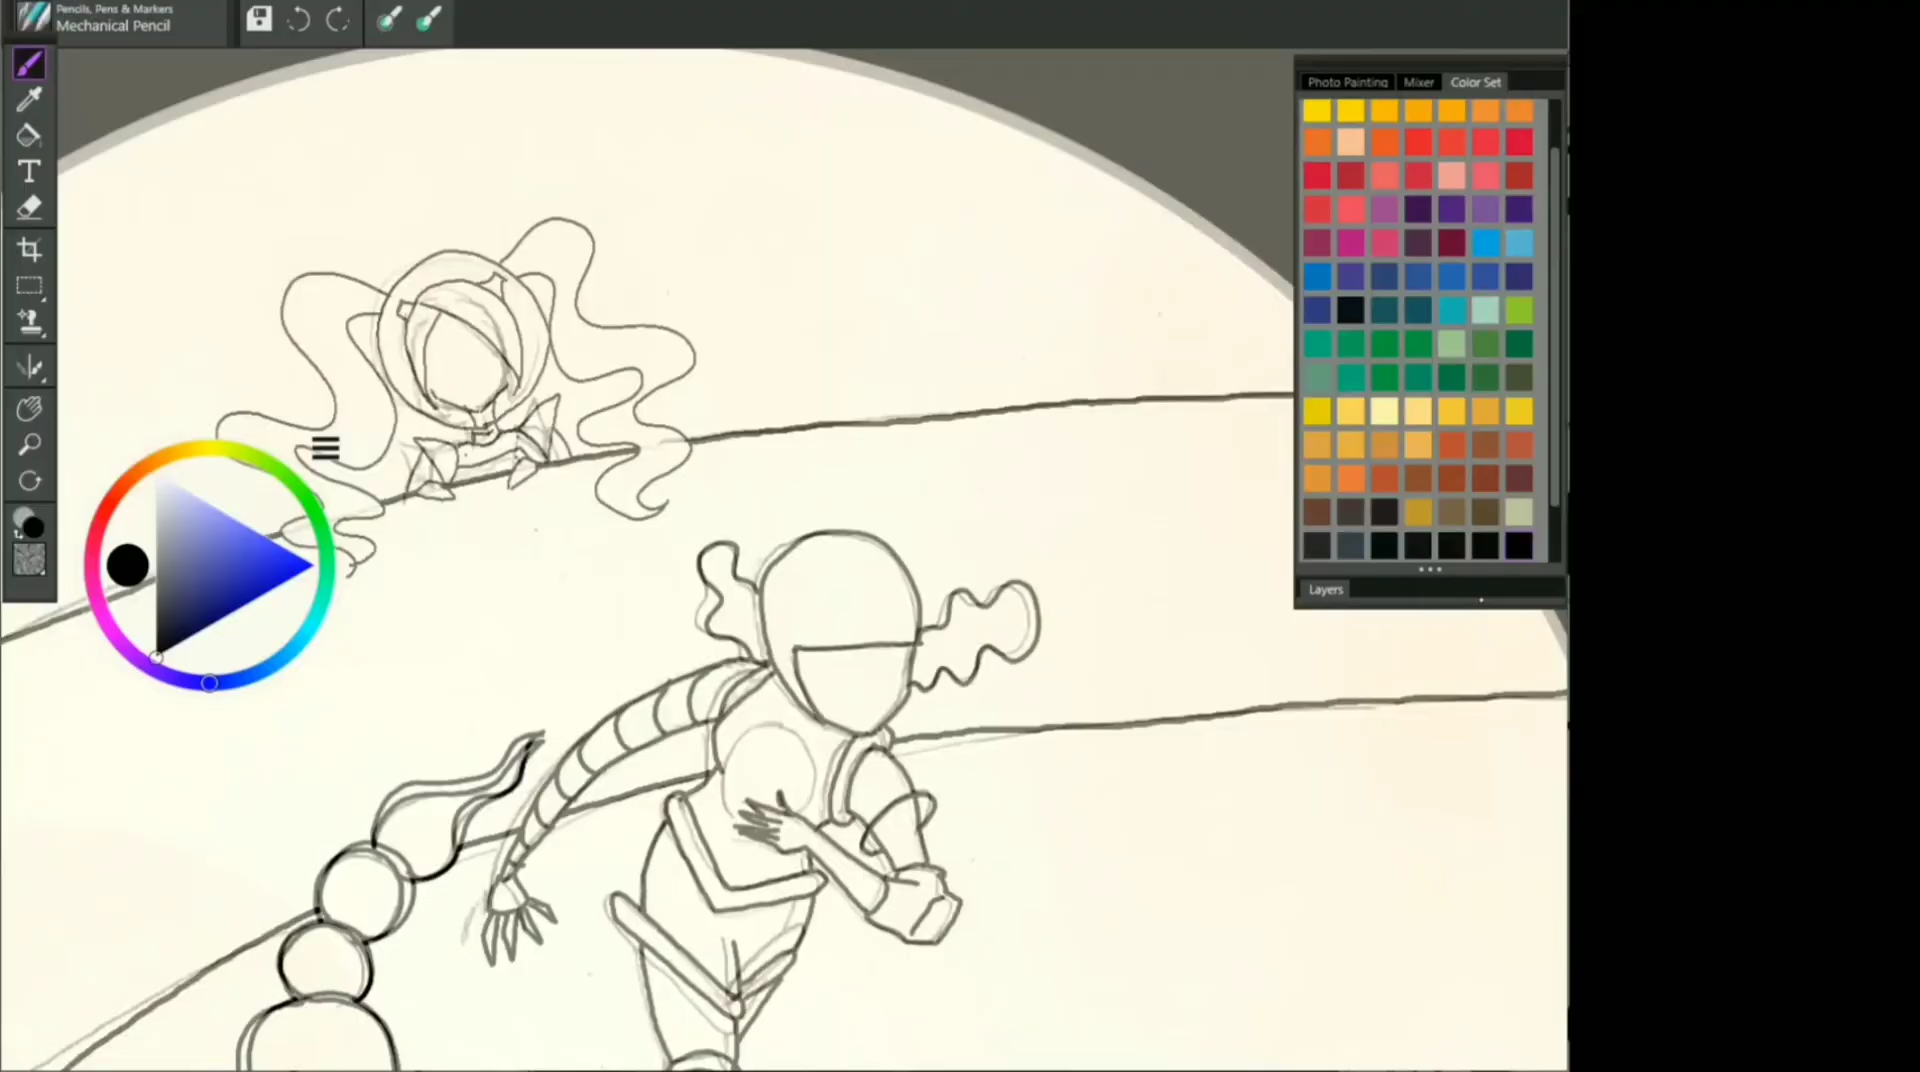 Pencils, Pens & Markers
Mechanical Pencil
Photo Painting
Mixer
Color Set
T
Layers